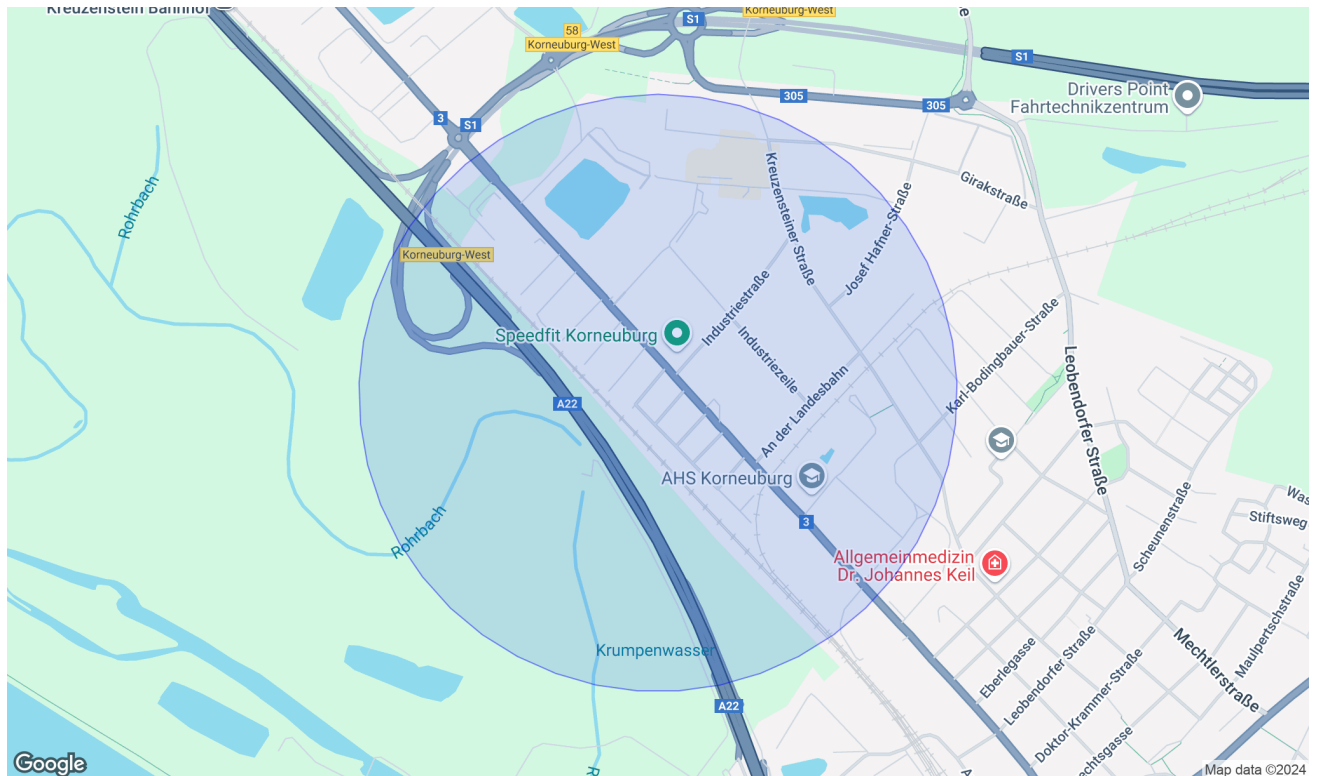 Kreuzenstein Bahnhof
S1
Korneuburg-West
58
Korneuburg-West
S1
305
305
Drivers Point
Fahrtechnikzentrum
3
S1
Rohrbach
Kreuzensteiner Straße
Girakstraße
Josef Hafner-Straße
Korneuburg-West
Speedfit Korneuburg
Industriestraße
Industriezeile
Karl-Bodingbauer-Straße
Leobendorfer Straße
A22
An der Landesbahn
AHS Korneuburg
Rohrbach
3
Scheunenstraße
Stiftsweg
Allgemeinmedizin
Dr. Johannes Keil
Maulpertschstraße
Krumpenwasser
Eberlegasse
Leobendorfer Straße
Mechtlerstraße
Doktor-Krammer-Straße
A22
Google
Map data ©2024